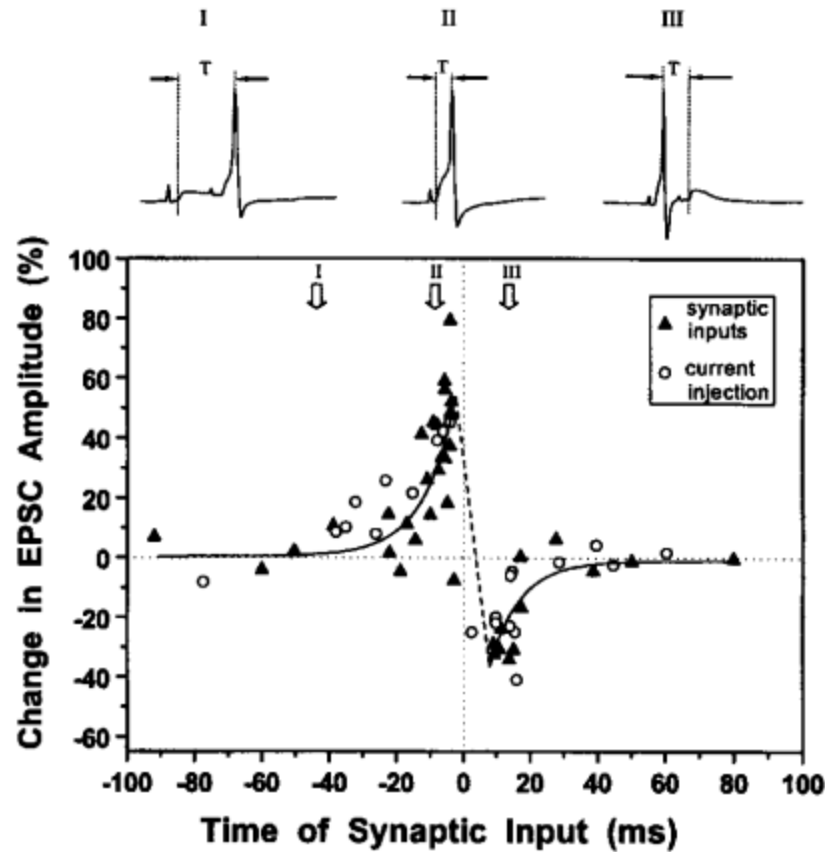 I II III
T T T
Change in EPSC Amplitude (%)
100
80
60
40
20
0
-20
-40
-60
I II III
synaptic
inputs
current
injection
-100 -80 -60 -40 -20 0 20 40 60 80 100
Time of Synaptic Input (ms)